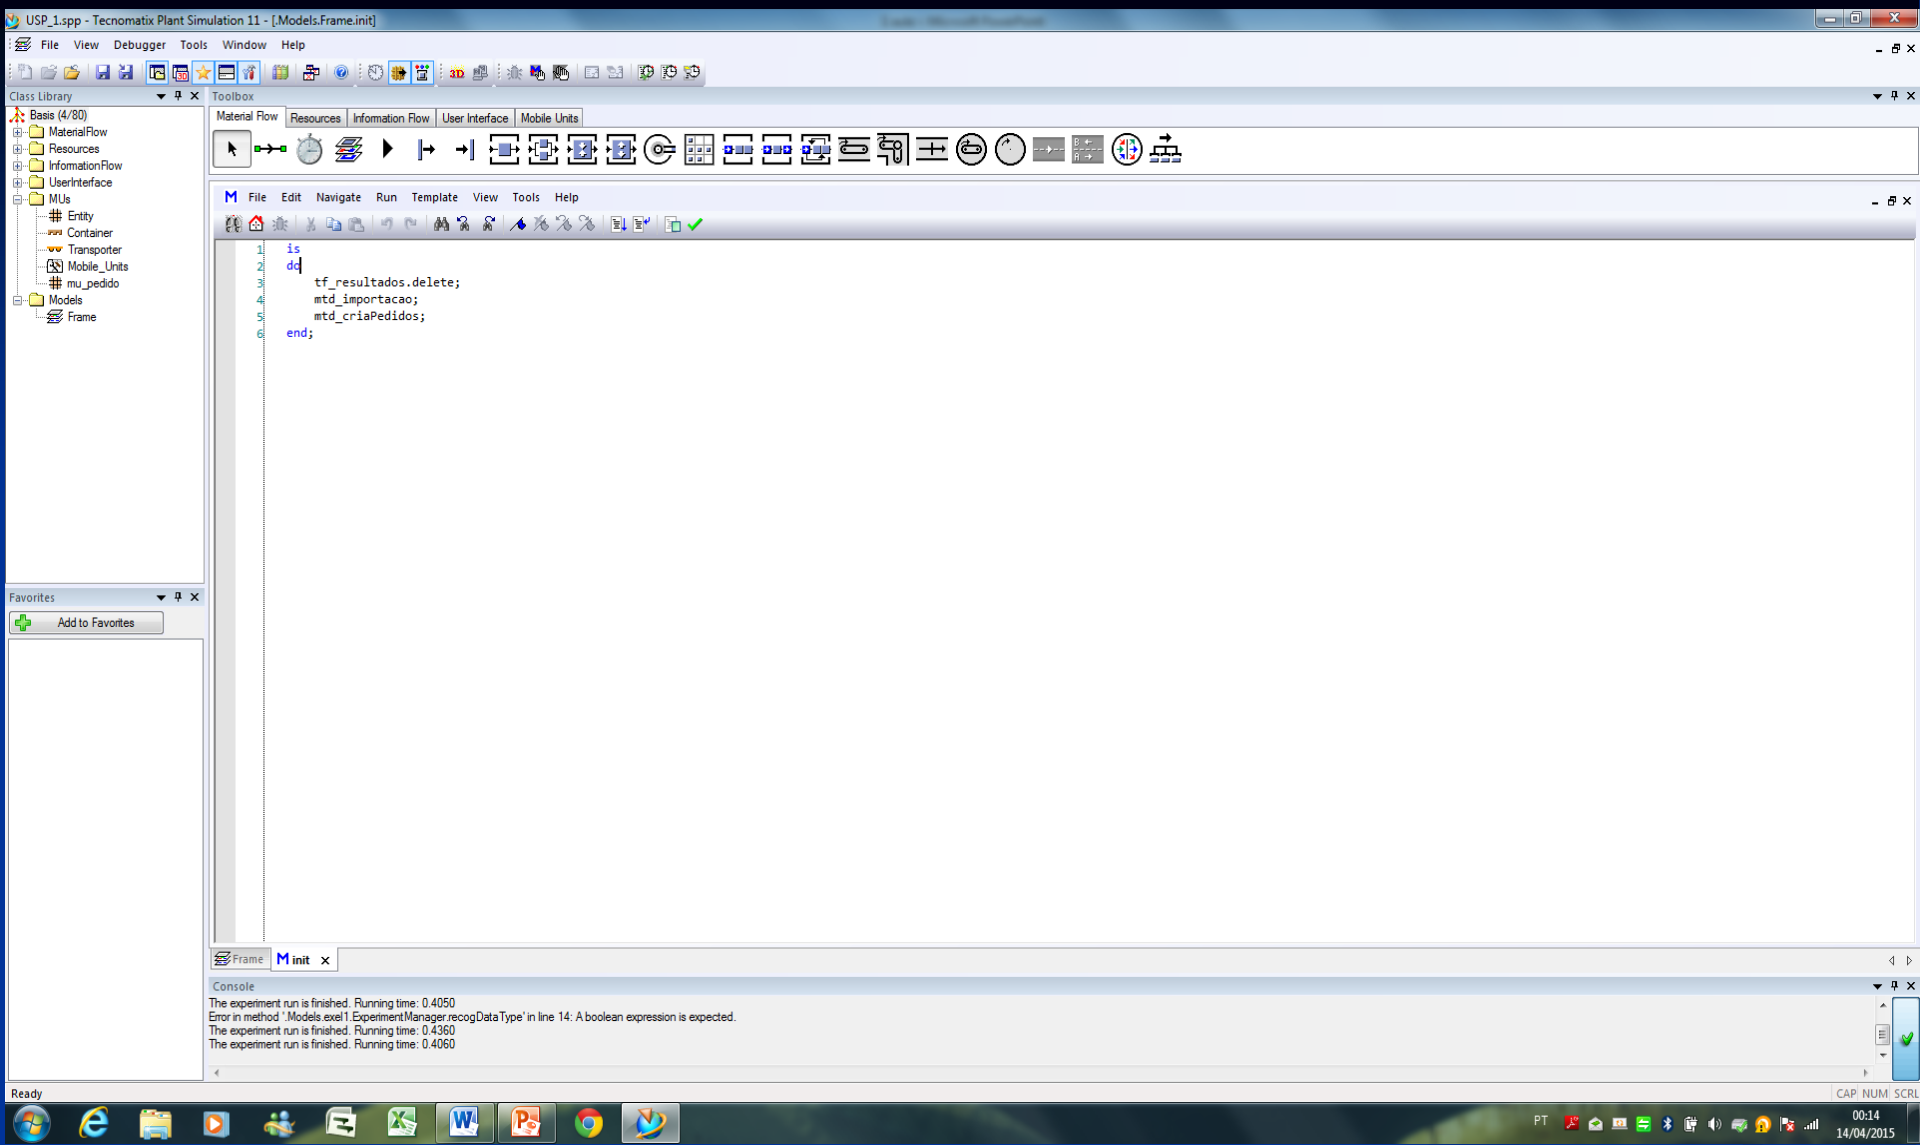 USP_1.spp - Tecnomatix Plant Simulation 11 - [.Models.Frame.init]
File View Debugger Tools Window Help
3D
Class Library
Toolbox
Basis (4/80)
MaterialFlow
Resources
InformationFlow
UserInterface
MUs
Entity
Container
Transporter
Mobile_Units
mu_pedido
Models
Frame
Material Flow Resources Information Flow User Interface Mobile Units
M File Edit Navigate Run Template View Tools Help
1 is
2 do
3 tf_resultados.delete;
4 mtd_importacao;
5 mtd_criaPedidos;
6 end;
Favorites
Add to Favorites
Frame M init
Console
The experiment run is finished. Running time: 0.4050
Error in method '.Models.exel1.ExperimentManager.recogDataType' in line 14: A boolean expression is expected.
The experiment run is finished. Running time: 0.4360
The experiment run is finished. Running time: 0.4060
Ready
CAP NUM SCRL
PT
00:14
14/04/2015